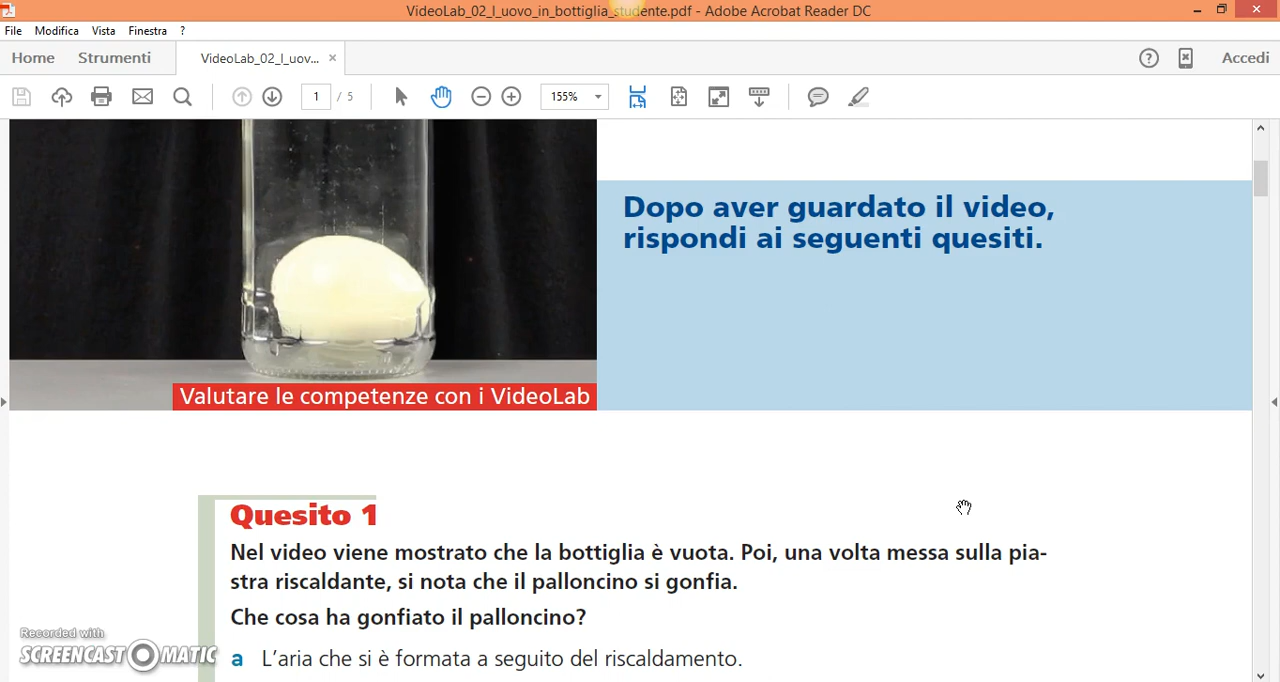 VideoLab_02_l_uovo_in_bottiglia_studente.pdf - Adobe Acrobat Reader DC
File Modifica Vista Finestra ?
Home Strumenti VideoLab_02_l_uov... × Accedi
1 / 5 155%
Dopo aver guardato il video,
rispondi ai seguenti quesiti.
Valutare le competenze con i VideoLab
Quesito 1
Nel video viene mostrato che la bottiglia è vuota. Poi, una volta messa sulla pia-
stra riscaldante, si nota che il palloncino si gonfia.
Che cosa ha gonfiato il palloncino?
a L’aria che si è formata a seguito del riscaldamento.
Recorded with
SCREENCAST MATIC